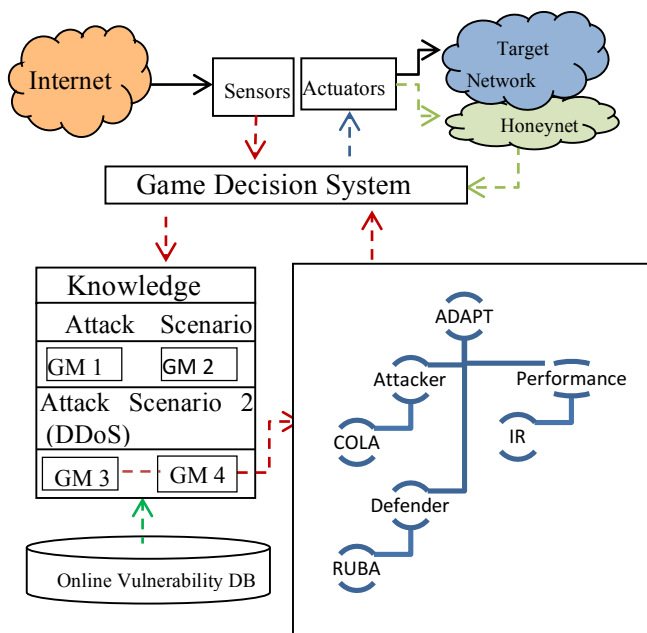 Internet
Sensors
Actuators
Target
Network
Honeynet
Game Decision System
Knowledge
Attack Scenario
GM 1
GM 2
Attack Scenario 2
(DDoS)
GM 3
GM 4
Online Vulnerability DB
ADAPT
Attacker
Performance
COLA
IR
Defender
RUBA